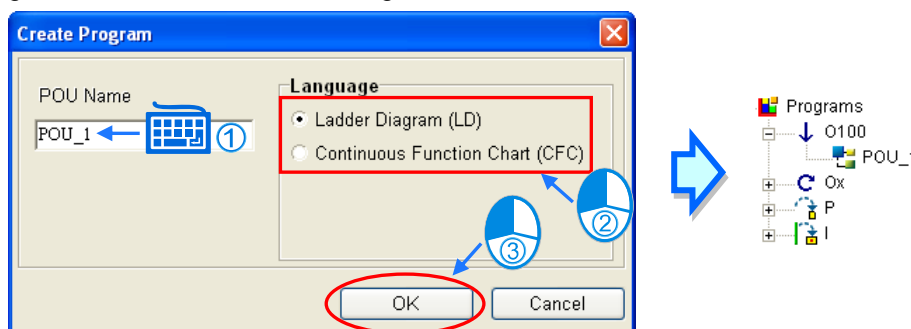 Create Program
POU Name
POU_1
①
Language
Ladder Diagram (LD)
Continuous Function Chart (CFC)
②
③
OK
Cancel
Programs
O100
POU_1
Ox
P
I